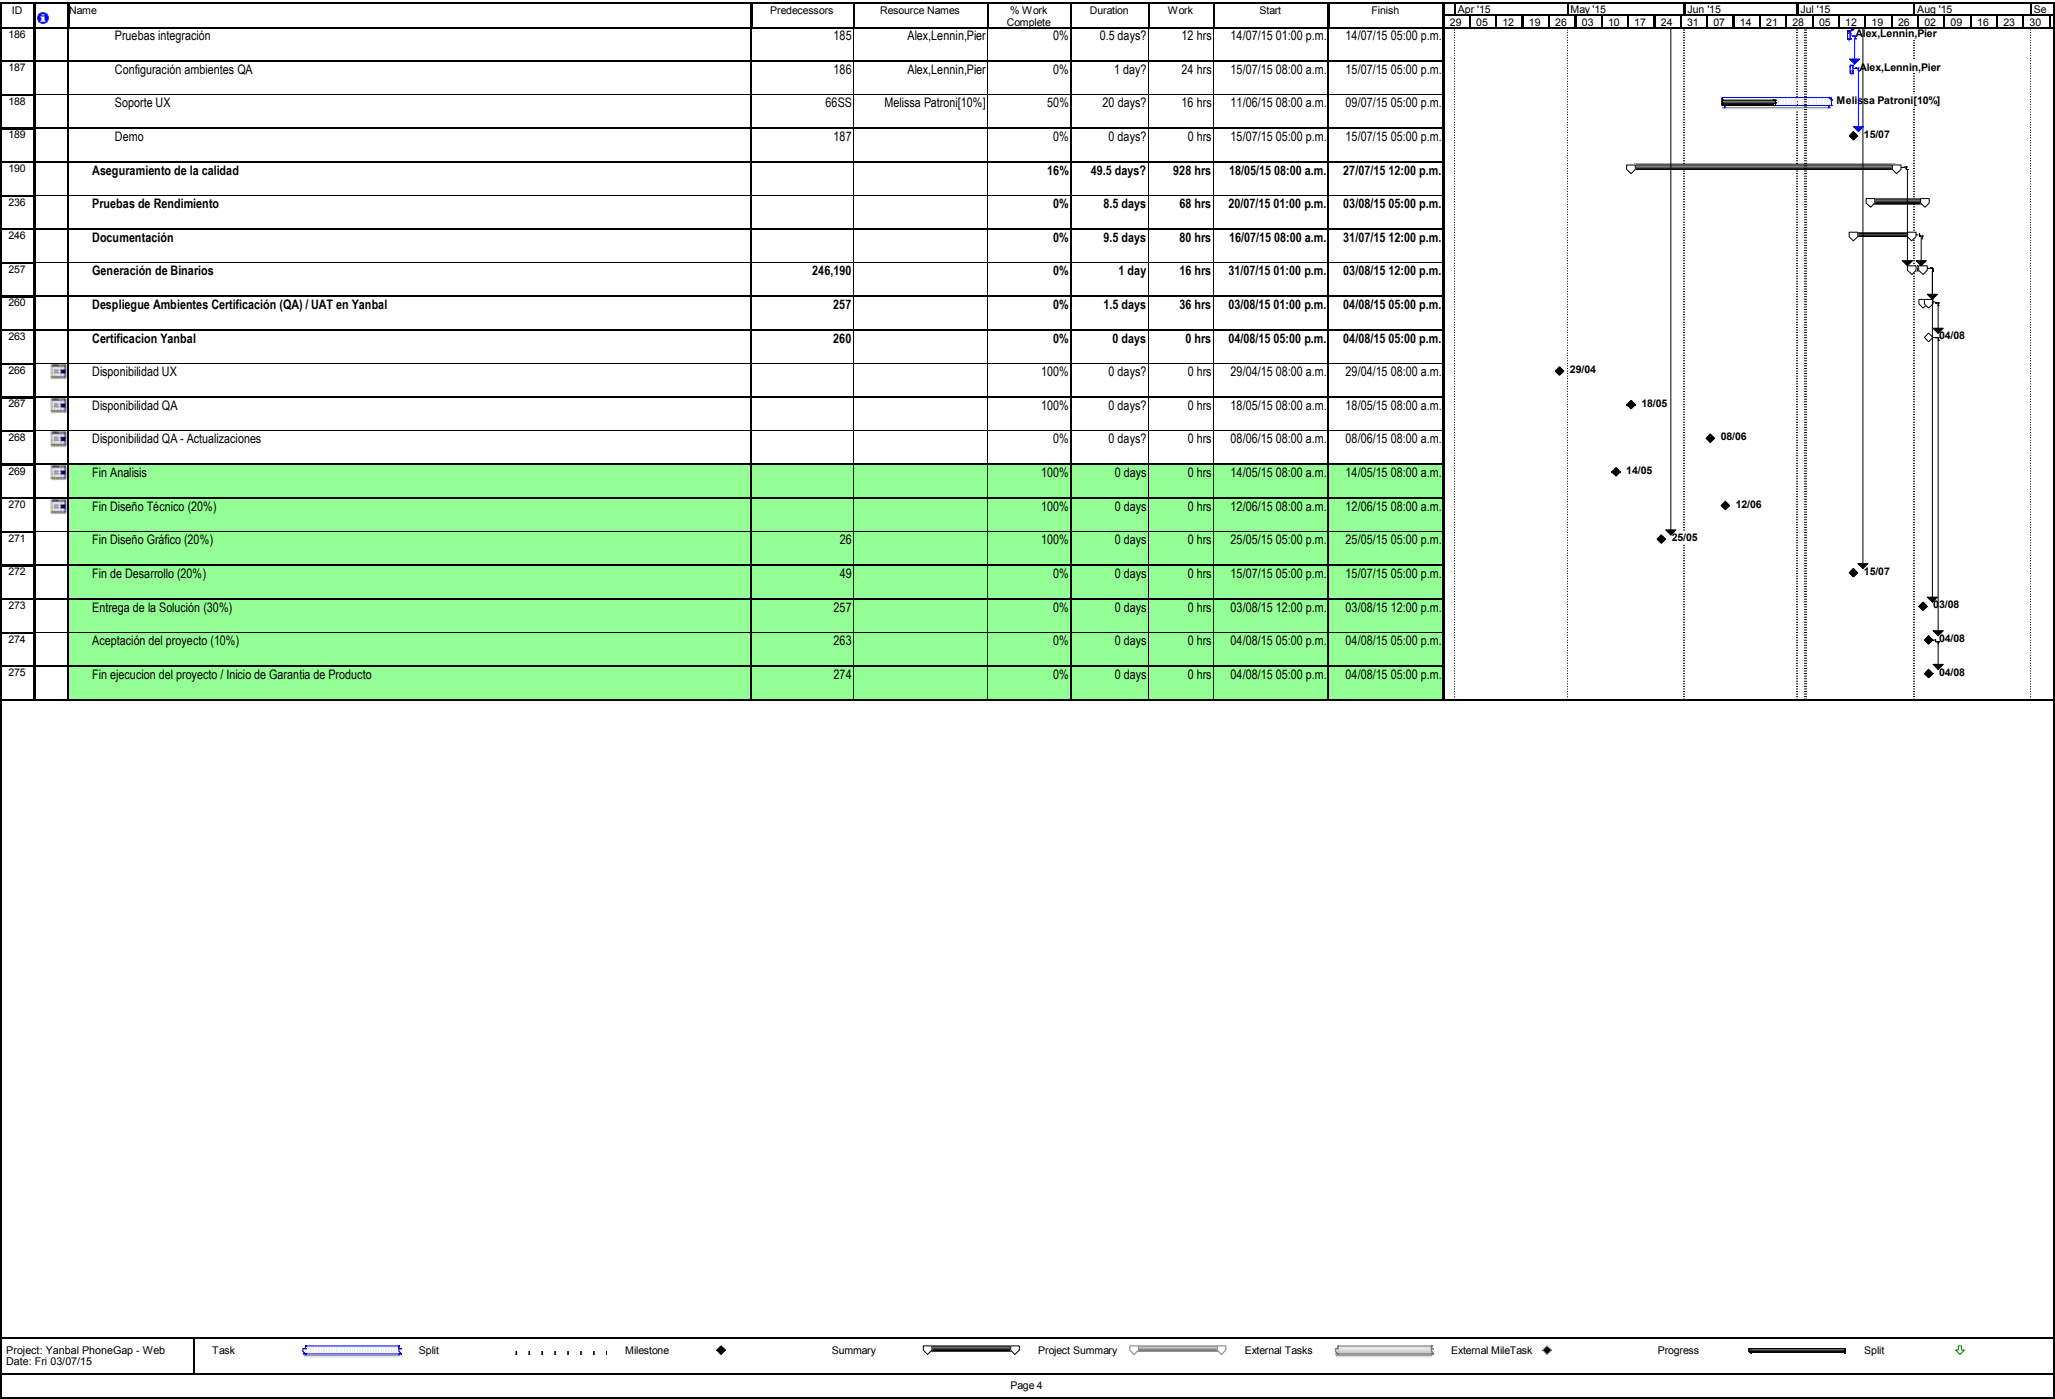 ID Name Predecessors Resource Names % Work Complete Duration Work Start Finish Apr '15 May '15 Jun '15 Jul '15 Aug '15 Se
29 05 12 19 26 03 10 17 24 31 07 14 21 28 05 12 19 26 02 09 16 23 30
186 Pruebas integración 185 Alex,Lennin,Pier 0% 0.5 days? 12 hrs 14/07/15 01:00 p.m. 14/07/15 05:00 p.m. Alex,Lennin,Pier
187 Configuración ambientes QA 186 Alex,Lennin,Pier 0% 1 day? 24 hrs 15/07/15 08:00 a.m. 15/07/15 05:00 p.m. Alex,Lennin,Pier
188 Soporte UX 66SS Melissa Patroni[10%] 50% 20 days? 16 hrs 11/06/15 08:00 a.m. 09/07/15 05:00 p.m. Melissa Patroni[10%]
189 Demo 187 0% 0 days? 0 hrs 15/07/15 05:00 p.m. 15/07/15 05:00 p.m. 15/07
190 Aseguramiento de la calidad 16% 49.5 days? 928 hrs 18/05/15 08:00 a.m. 27/07/15 12:00 p.m.
236 Pruebas de Rendimiento 0% 8.5 days 68 hrs 20/07/15 01:00 p.m. 03/08/15 05:00 p.m.
246 Documentación 0% 9.5 days 80 hrs 16/07/15 08:00 a.m. 31/07/15 12:00 p.m.
257 Generación de Binarios 246,190 0% 1 day 16 hrs 31/07/15 01:00 p.m. 03/08/15 12:00 p.m.
260 Despliegue Ambientes Certificación (QA) / UAT en Yanbal 257 0% 1.5 days 36 hrs 03/08/15 01:00 p.m. 04/08/15 05:00 p.m.
263 Certificacion Yanbal 260 0% 0 days 0 hrs 04/08/15 05:00 p.m. 04/08/15 05:00 p.m. 04/08
266 Disponibilidad UX 100% 0 days? 0 hrs 29/04/15 08:00 a.m. 29/04/15 08:00 a.m. 29/04
267 Disponibilidad QA 100% 0 days? 0 hrs 18/05/15 08:00 a.m. 18/05/15 08:00 a.m. 18/05
268 Disponibilidad QA - Actualizaciones 0% 0 days? 0 hrs 08/06/15 08:00 a.m. 08/06/15 08:00 a.m. 08/06
269 Fin Analisis 100% 0 days 0 hrs 14/05/15 08:00 a.m. 14/05/15 08:00 a.m. 14/05
270 Fin Diseño Técnico (20%) 100% 0 days 0 hrs 12/06/15 08:00 a.m. 12/06/15 08:00 a.m. 12/06
271 Fin Diseño Gráfico (20%) 26 100% 0 days 0 hrs 25/05/15 05:00 p.m. 25/05/15 05:00 p.m. 25/05
272 Fin de Desarrollo (20%) 49 0% 0 days 0 hrs 15/07/15 05:00 p.m. 15/07/15 05:00 p.m. 15/07
273 Entrega de la Solución (30%) 257 0% 0 days 0 hrs 03/08/15 12:00 p.m. 03/08/15 12:00 p.m. 03/08
274 Aceptación del proyecto (10%) 263 0% 0 days 0 hrs 04/08/15 05:00 p.m. 04/08/15 05:00 p.m. 04/08
275 Fin ejecucion del proyecto / Inicio de Garantia de Producto 274 0% 0 days 0 hrs 04/08/15 05:00 p.m. 04/08/15 05:00 p.m. 04/08
Project: Yanbal PhoneGap - Web
Date: Fri 03/07/15
Task Split Milestone Summary Project Summary External Tasks External MileTask Progress Split
Page 4